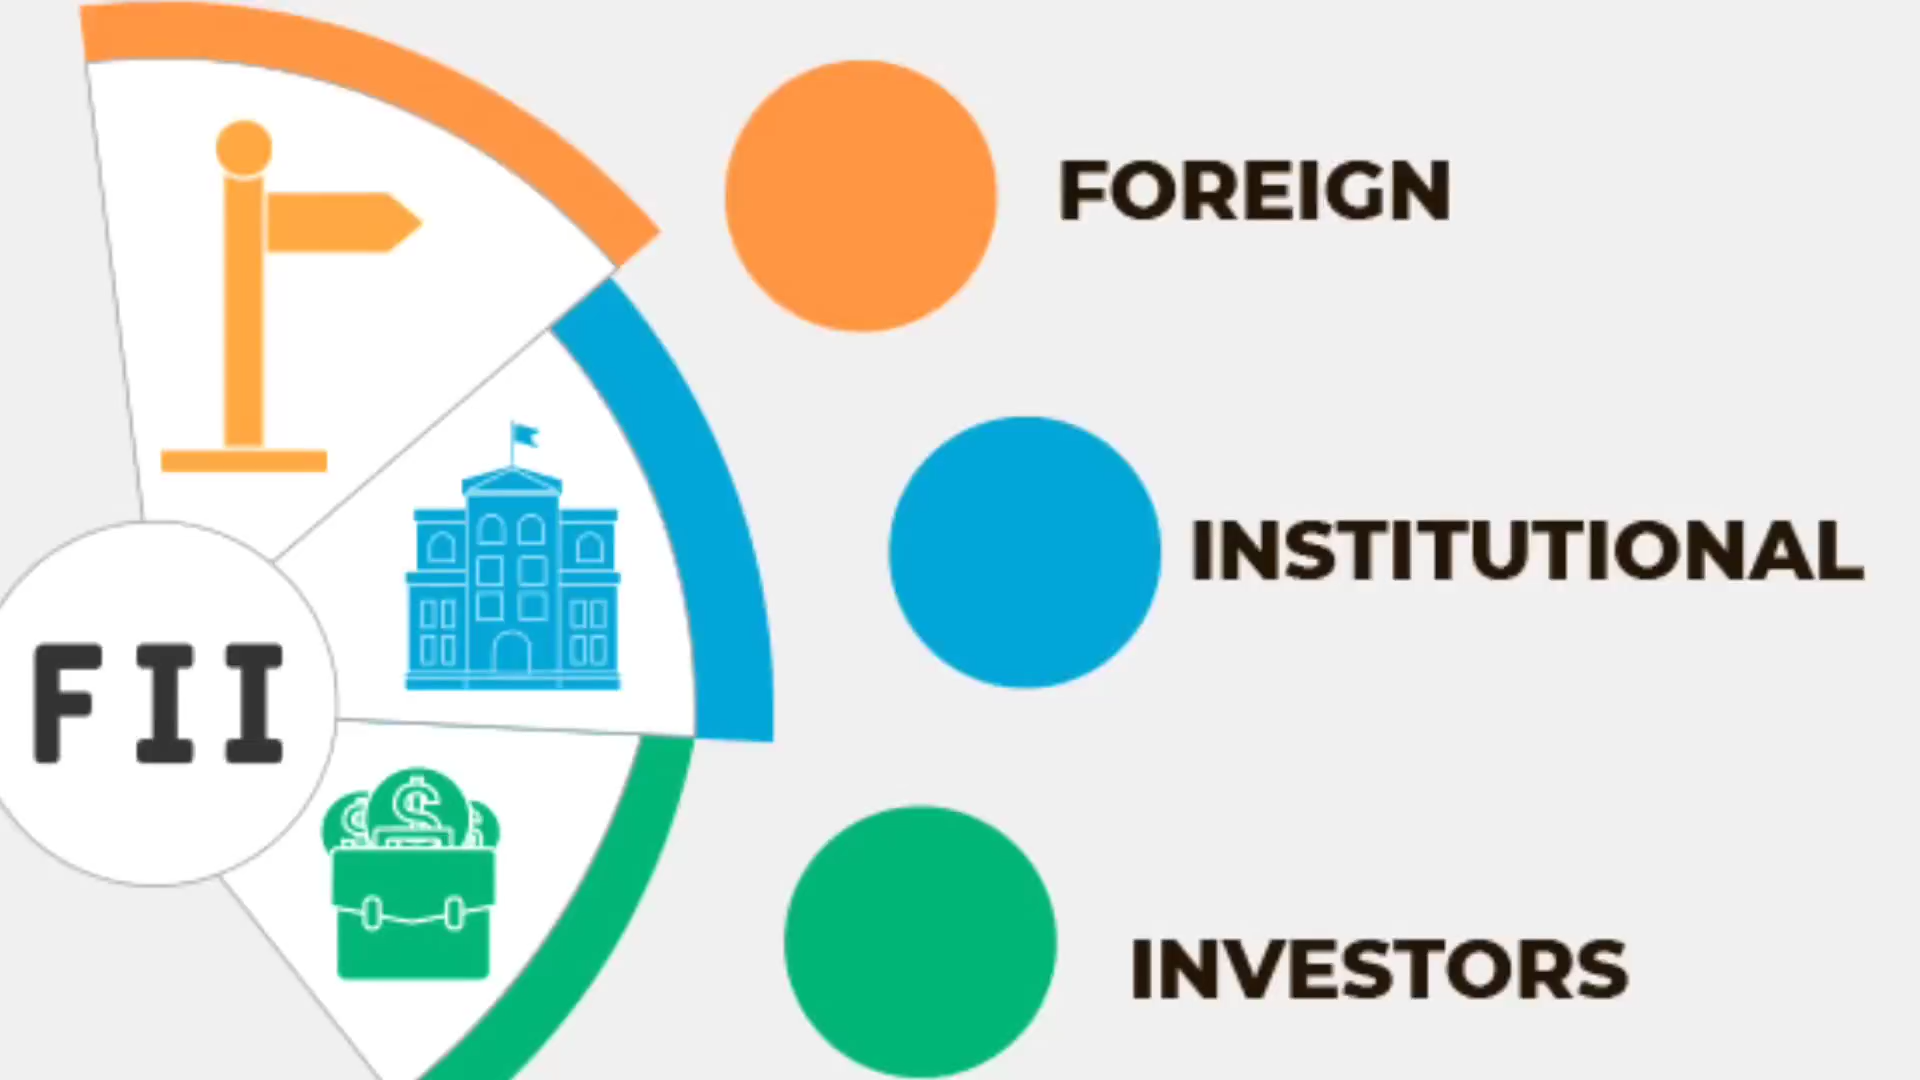 FOREIGN
INSTITUTIONAL
FII
$ $ $
INVESTORS